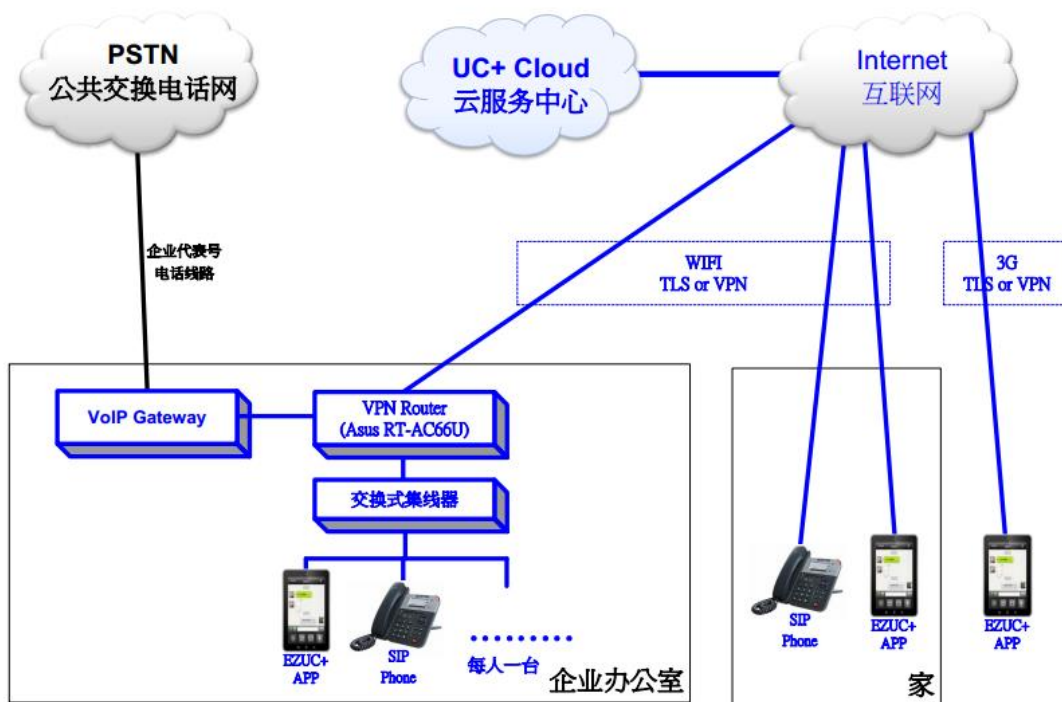 PSTN
公共交换电话网
UC+ Cloud
云服务中心
Internet
互联网
企业代表号
电话线路
WIFI
TLS or VPN
3G
TLS or VPN
VoIP Gateway
VPN Router
(Asus RT-AC66U)
交换式集线器
EZUC+
APP
SIP
Phone
每人一台
企业办公室
SIP
Phone
EZUC+
APP
家
EZUC+
APP